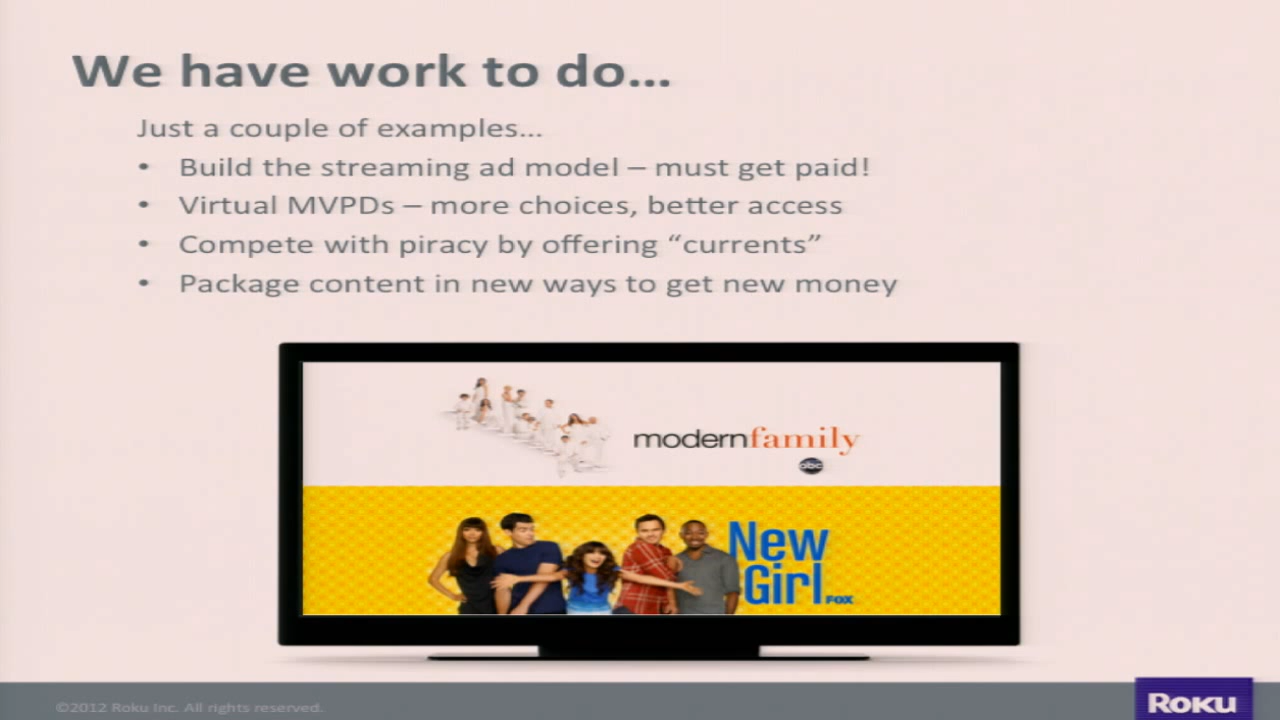 We have work to do...
Just a couple of examples...
• Build the streaming ad model – must get paid!
• Virtual MVPDs – more choices, better access
• Compete with piracy by offering “currents”
• Package content in new ways to get new money
modernfamily
abc
New
Girl FOX
©2012 Roku Inc. All rights reserved.
ROKU